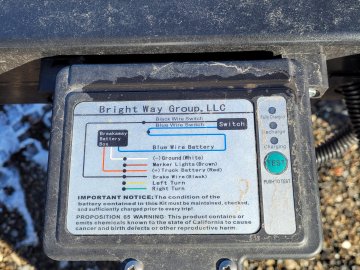 Bright Way Group, LLC
Black Wire Switch
Blue Wire Switch
Switch
Breakaway
Battery
Box
Blue Wire Battery
(-) Ground (White)
Marker Lights (Brown)
(+) Truck Battery (Red)
Brake Wire (Black)
Left Turn
Right Turn
IMPORTANT NOTICE: The condition of the
battery contained in this Kit must be maintained, checked,
and sufficiently charged prior to every trip!
PROPOSITION 65 WARNING: This product contains or
emits chemicals known to the state of California to cause
cancer and birth defects or other reproductive harm.
Fully Charged
Recharge
Charging
TEST
PUSH TO TEST